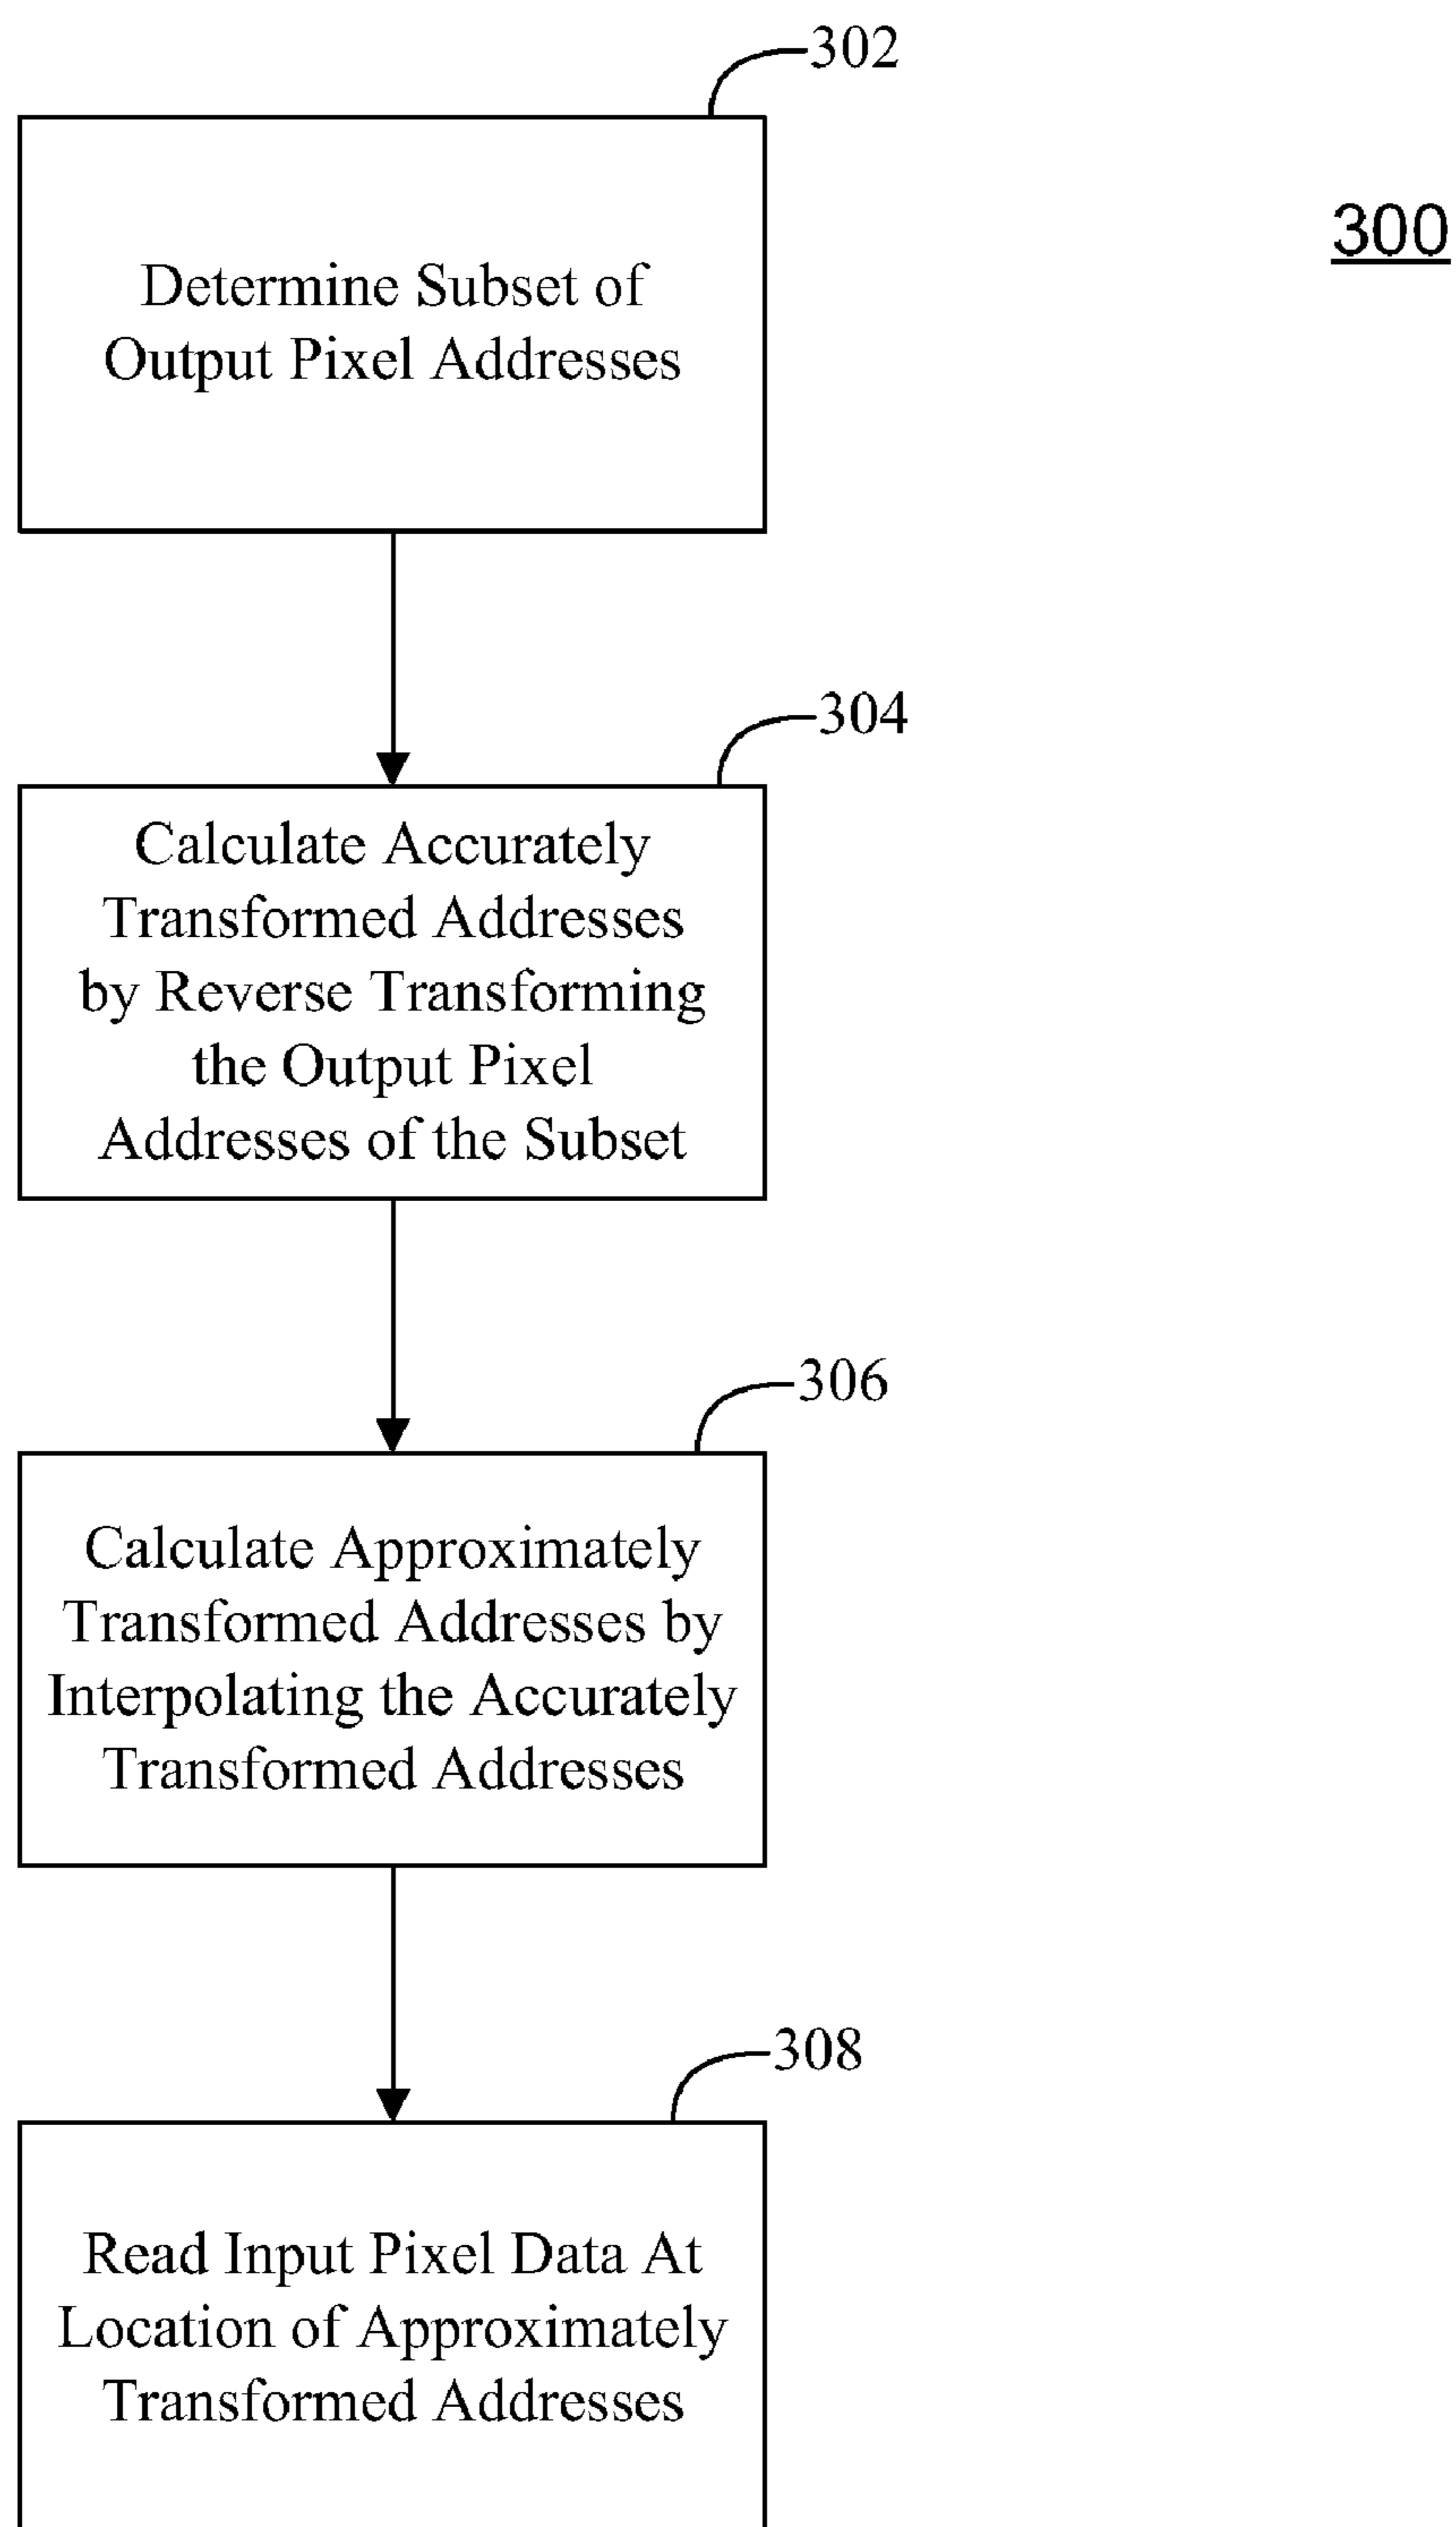 302
300
Determine Subset of
Output Pixel Addresses
304
Calculate Accurately
Transformed Addresses
by Reverse Transforming
the Output Pixel
Addresses of the Subset
306
Calculate Approximately
Transformed Addresses by
Interpolating the Accurately
Transformed Addresses
308
Read Input Pixel Data At
Location of Approximately
Transformed Addresses